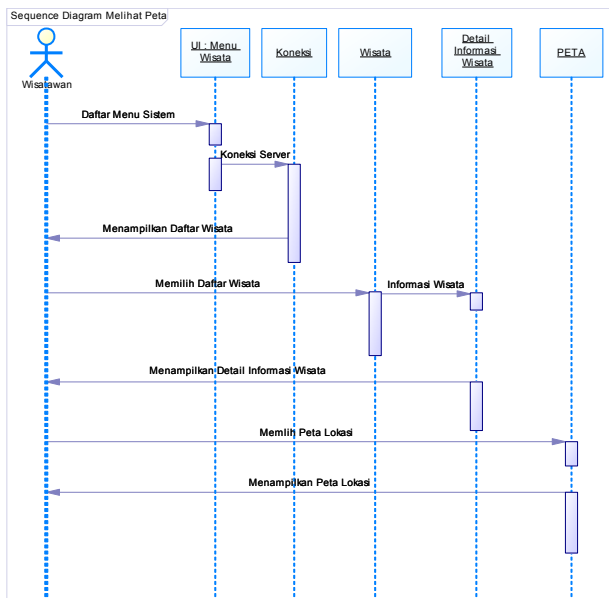 Sequence Diagram Melihat Peta
UI : Menu
Wisata
Koneksi
Wisata
Detail
Informasi
Wisata
PETA
Wisatawan
Daftar Menu Sistem
Koneksi Server
Menampilkan Daftar Wisata
Memilih Daftar Wisata
Informasi Wisata
Menampilkan Detail Informasi Wisata
Memlih Peta Lokasi
Menampilkan Peta Lokasi